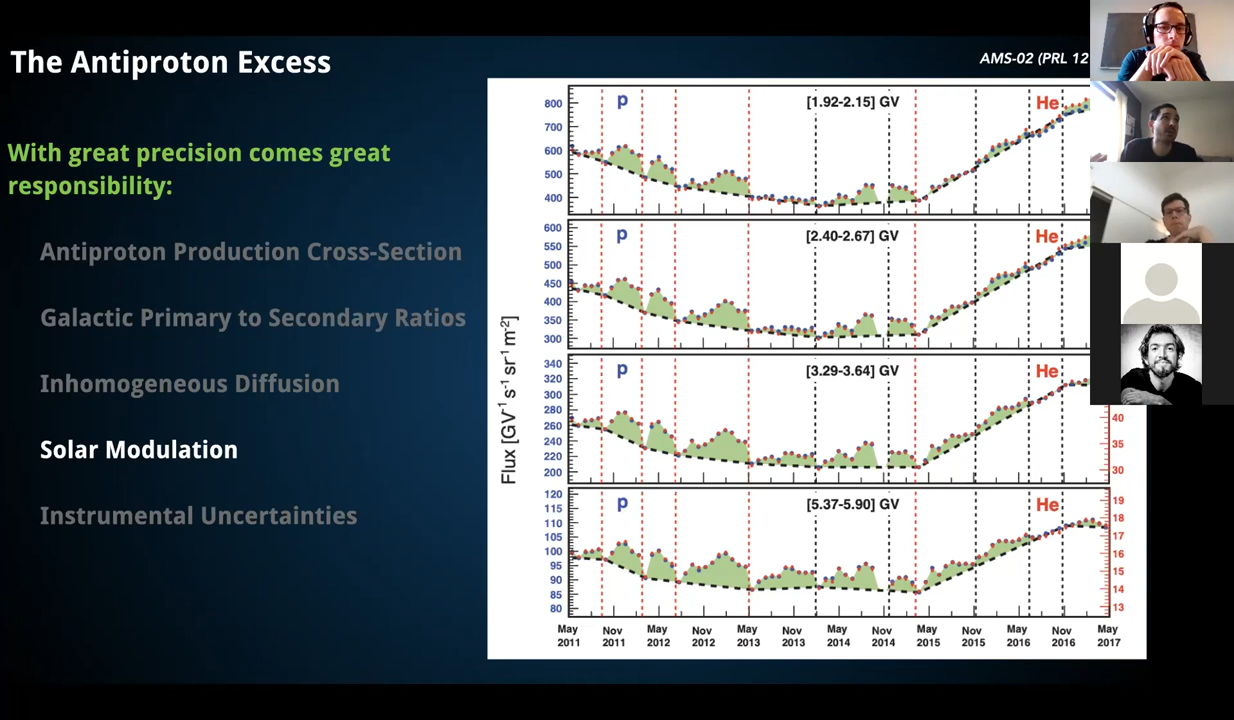 The Antiproton Excess
AMS-02 (PRL 12
With great precision comes great
responsibility:
Antiproton Production Cross-Section
Galactic Primary to Secondary Ratios
Inhomogeneous Diffusion
Solar Modulation
Instrumental Uncertainties
Flux [GV⁻¹ s⁻¹ sr⁻¹ m⁻²]
p
[1.92-2.15] GV
He
800
700
600
500
400
p
[2.40-2.67] GV
He
600
550
500
450
400
350
300
p
[3.29-3.64] GV
He
340
320
300
280
260
240
220
200
40
35
30
p
[5.37-5.90] GV
He
120
115
110
105
100
95
90
85
80
19
18
17
16
15
14
13
May Nov May Nov May Nov May Nov May Nov May Nov May
2011 2011 2012 2012 2013 2013 2014 2014 2015 2015 2016 2016 2017